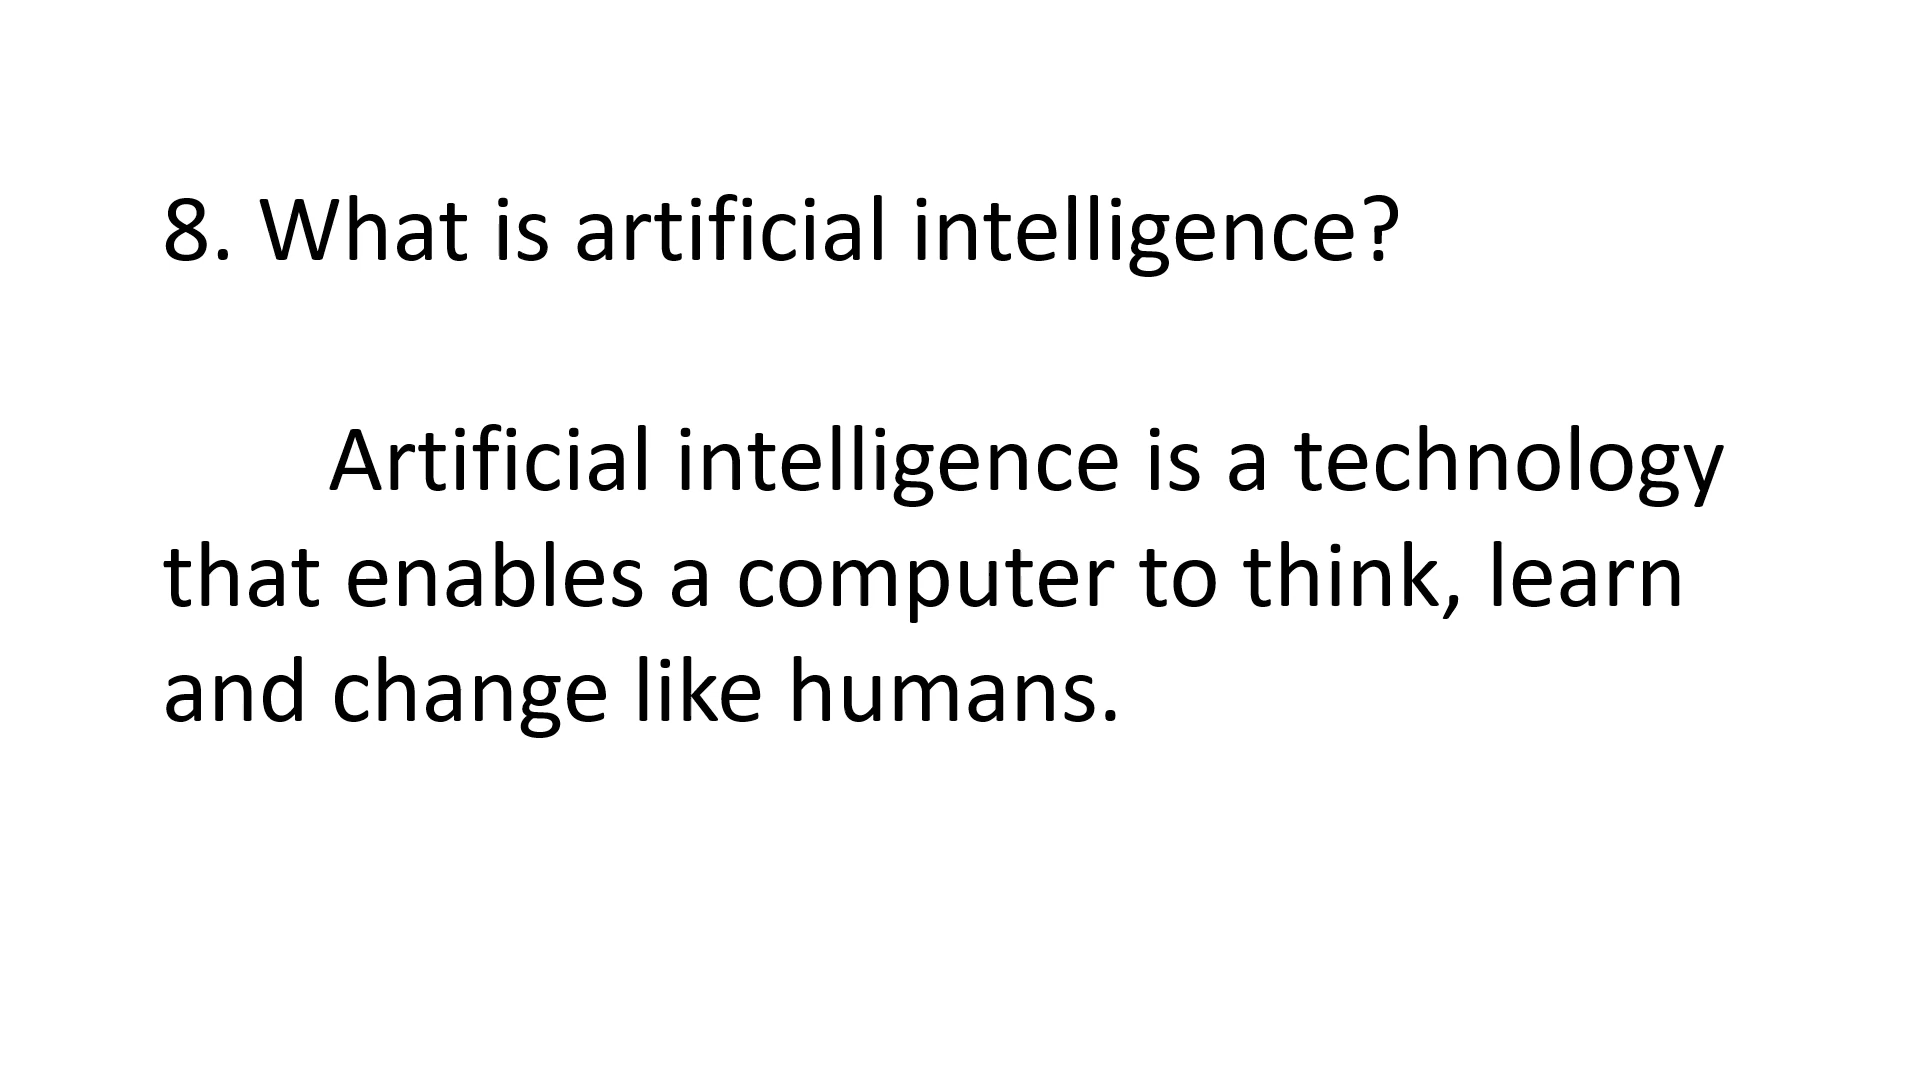 8. What is artificial intelligence?
Artificial intelligence is a technology
that enables a computer to think, learn
and change like humans.